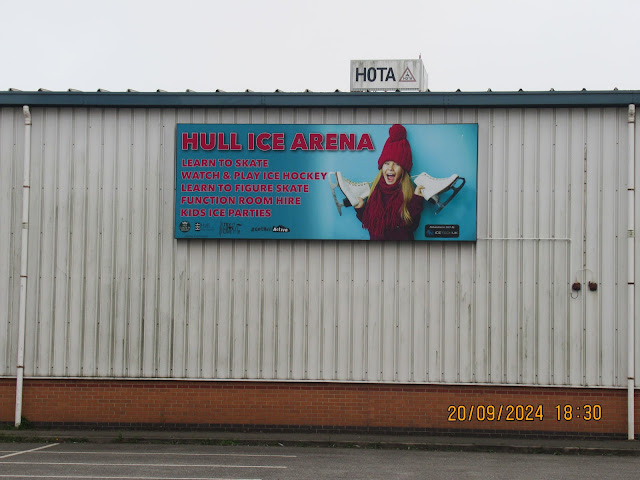 HOTA
HULL ICE ARENA
LEARN TO SKATE
WATCH & PLAY ICE HOCKEY
LEARN TO FIGURE SKATE
FUNCTION ROOM HIRE
KIDS ICE PARTIES
20/09/2024 18:30